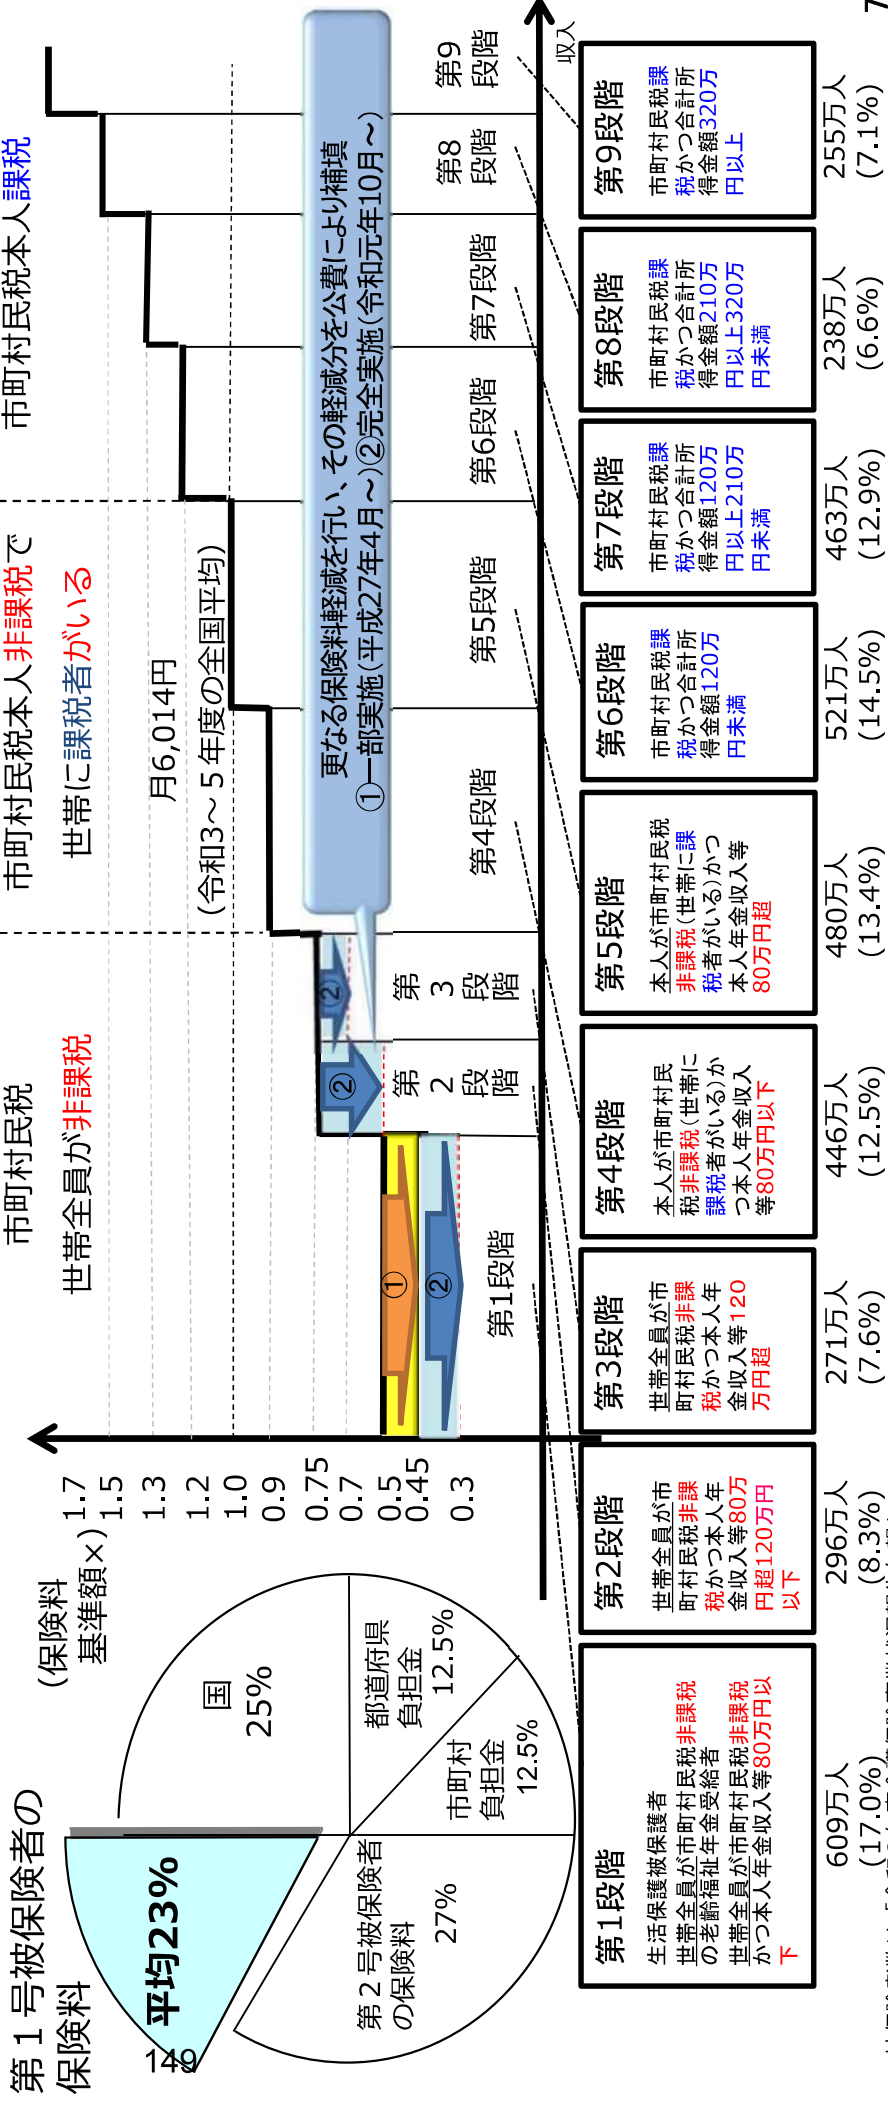 第１号被保険者の
保険料
平均23%
国
25%
都道府県
負担金
12.5%
市町村
負担金
12.5%
第２号被保険者
の保険料
27%
149
(保険料
基準額×)
1.7
1.5
1.3
1.2
1.0
0.9
0.75
0.7
0.5
0.45
0.3
市町村民税
世帯全員が非課税
市町村民税本人非課税で
世帯に課税者がいる
市町村民税本人課税
月6,014円
(令和3～５年度の全国平均)
更なる保険料軽減を行い、その軽減分を公費により補填
①一部実施(平成27年4月～)②完全実施(令和元年10月～)
①
②
②
②
第1段階
第
２
段
階
第
３
段
階
第4段階
第5段階
第6段階
第7段階
第8
段階
第9
段階
収入
第1段階
生活保護被保護者
世帯全員が市町村民税非課税
の老齢福祉年金受給者
世帯全員が市町村民税非課税
かつ本人年金収入等80万円以
下
609万人
(17.0%)
第2段階
世帯全員が市
町村民税非課
税かつ本人年
金収入等80万
円超120万円
以下
296万人
(8.3%)
第3段階
世帯全員が市
町村民税非課
税かつ本人年
金収入等120
万円超
271万人
(7.6%)
第4段階
本人が市町村民
税非課税(世帯に
課税者がいる)か
つ本人年金収入
等80万円以下
446万人
(12.5%)
第5段階
本人が市町村民税
非課税(世帯に課
税者がいる)かつ
本人年金収入等
80万円超
480万人
(13.4%)
第6段階
市町村民税課
税かつ合計所
得金額120万
円未満
521万人
(14.5%)
第7段階
市町村民税課
税かつ合計所
得金額120万
円以上210万
円未満
463万人
(12.9%)
第8段階
市町村民税課
税かつ合計所
得金額210万
円以上320万
円未満
238万人
(6.6%)
第9段階
市町村民税課
税かつ合計所
得金額320万
円以上
255万人
(7.1%)
7